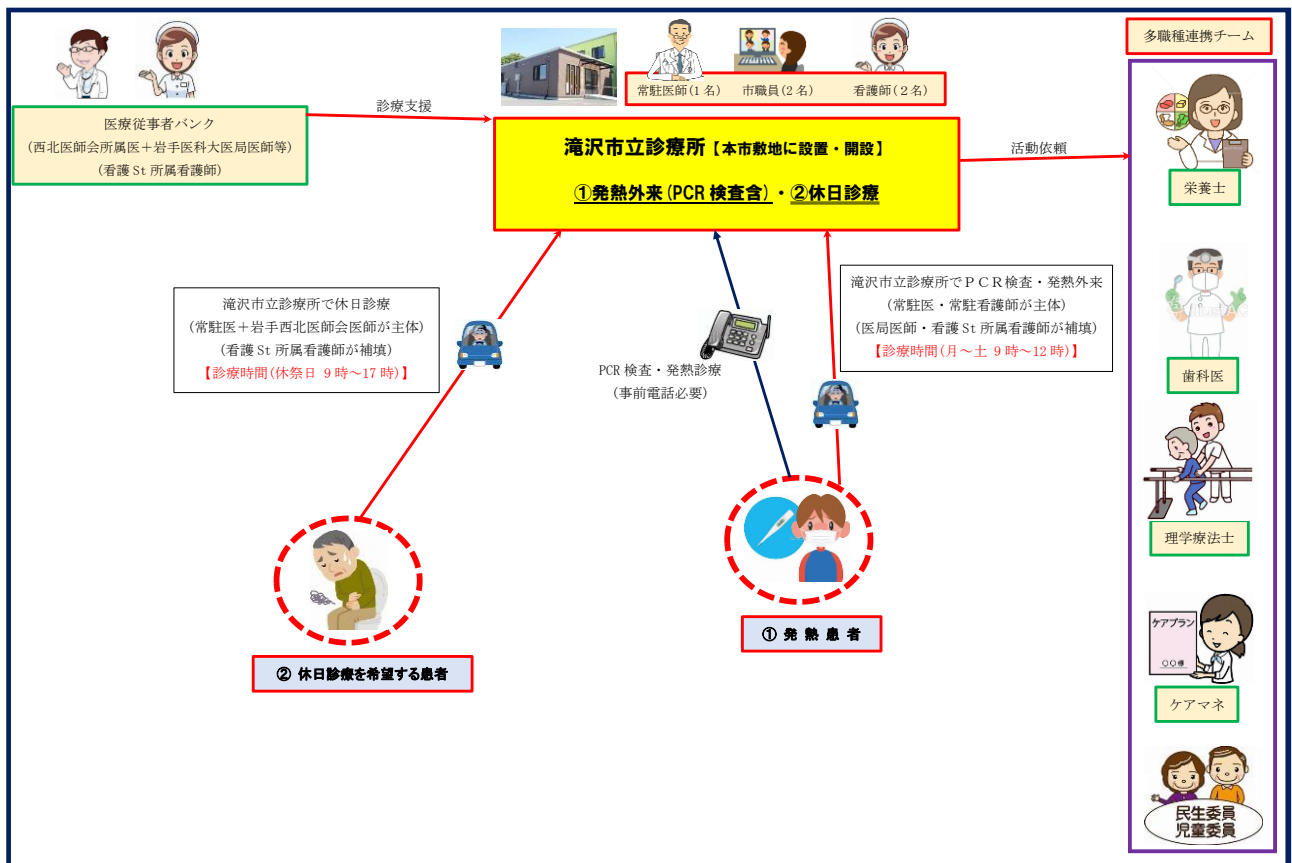 多職種連携チーム
常駐医師(1名)
市職員(2名)
看護師(2名)
診療支援
医療従事者バンク
(西北医師会所属医＋岩手医科大医局医師等)
(看護 St 所属看護師)
滝沢市立診療所【本市敷地に設置・開設】
①発熱外来(PCR 検査含)・②休日診療
活動依頼
栄養士
滝沢市立診療所で休日診療
(常駐医＋岩手西北医師会医師が主体)
(看護 St 所属看護師が補填)
【診療時間(休祭日 9時～17時)】
滝沢市立診療所でＰＣＲ検査・発熱外来
(常駐医・常駐看護師が主体)
(医局医師・看護 St 所属看護師が補填)
【診療時間(月～土 9時～12時)】
PCR 検査・発熱診療
(事前電話必要)
歯科医
理学療法士
① 発 熱 患 者
② 休日診療を希望する患者
ケアプラン
○○様
ケアマネ
民生委員
児童委員